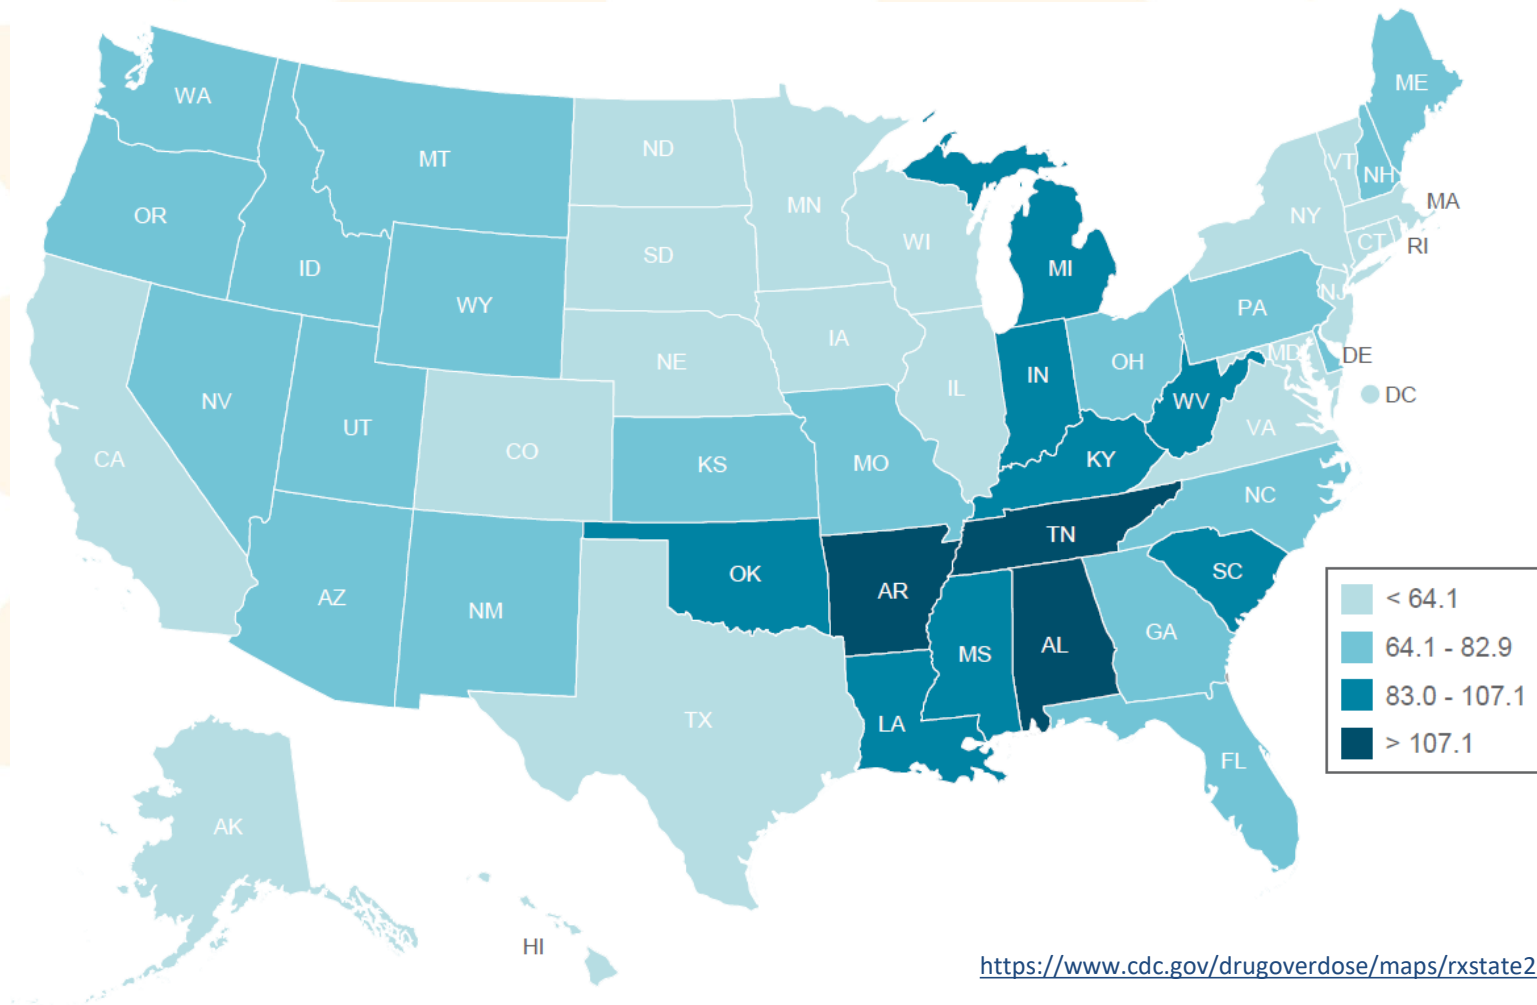 ME
WA
ND
MT
VT
NH
MN
MA
OR
NY
WI
CT
RI
SD
ID
MI
NJ
WY
PA
IA
DE
NE
OH
MD
IN
IL
DC
NV
WV
UT
VA
CO
CA
KY
KS
MO
NC
TN
SC
OK
AR
AZ
NM
GA
AL
MS
TX
LA
FL
AK
HI
< 64.1
64.1 - 82.9
83.0 - 107.1
> 107.1
https://www.cdc.gov/drugoverdose/maps/rxstate2